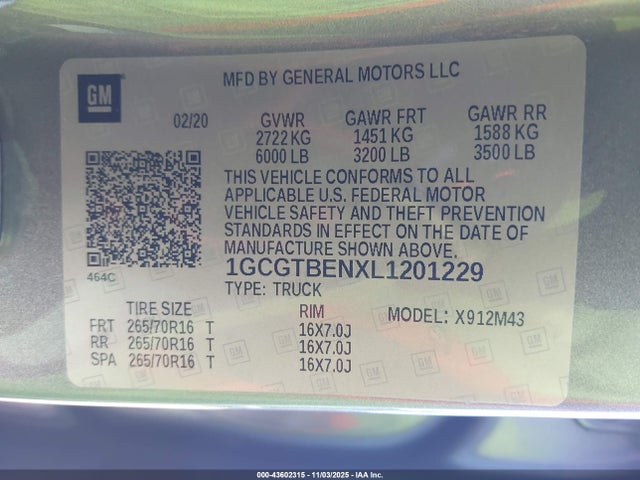 GM
MFD BY GENERAL MOTORS LLC
02/20 GVWR GAWR FRT GAWR RR
2722 KG 1451 KG 1588 KG
6000 LB 3200 LB 3500 LB
THIS VEHICLE CONFORMS TO ALL
APPLICABLE U.S. FEDERAL MOTOR
VEHICLE SAFETY AND THEFT PREVENTION
STANDARDS IN EFFECT ON THE DATE OF
MANUFACTURE SHOWN ABOVE.
464C
1GCGTBENXL1201229
TYPE: TRUCK
TIRE SIZE RIM MODEL: X912M43
FRT 265/70R16 T 16X7.0J
RR 265/70R16 T 16X7.0J
SPA 265/70R16 T 16X7.0J
000-43602315 - 11/03/2025 - IAA Inc.